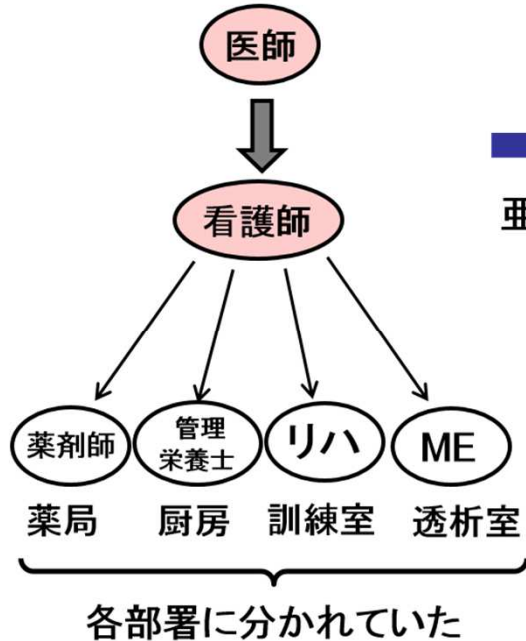 医師
看護師
亜
薬剤師
管理
栄養士
リハ
ME
薬局
厨房
訓練室
透析室
各部署に分かれていた